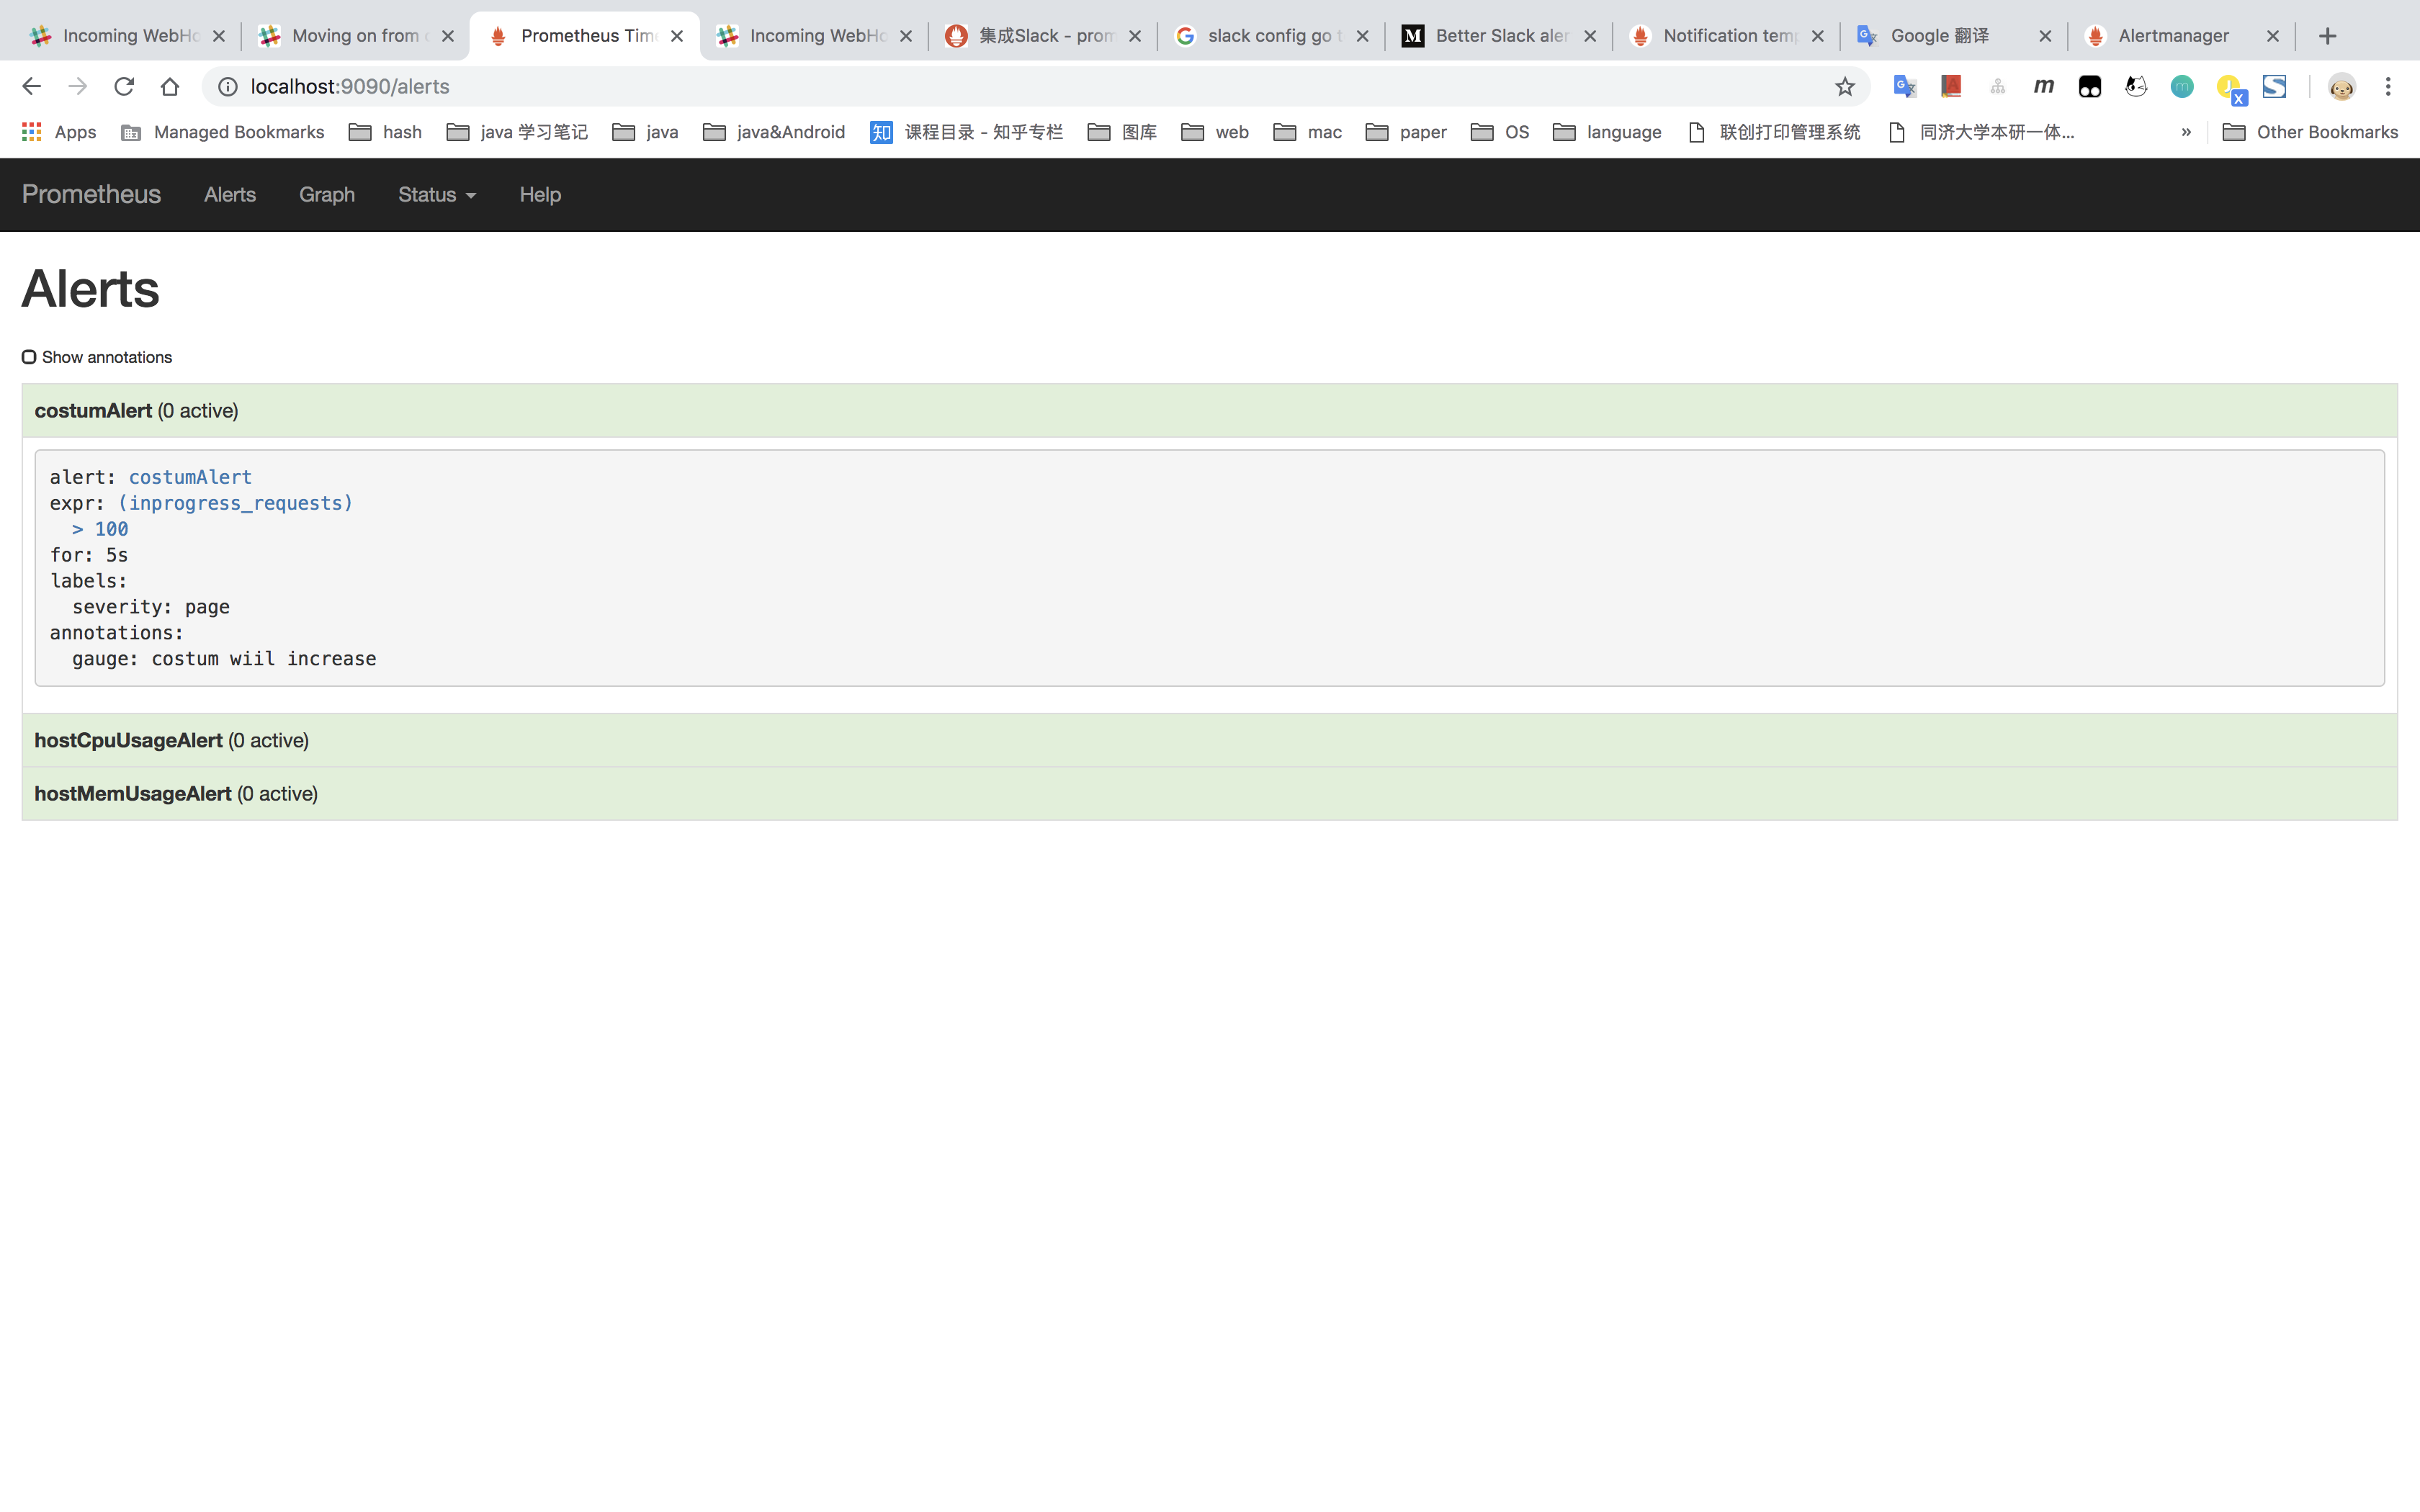 Incoming WebHo
Moving on from
Prometheus Time
Incoming WebHo
集成Slack - prom
slack config go t
M Better Slack aler
Notification temp
Google 翻译
Alertmanager
localhost:9090/alerts
Apps
Managed Bookmarks
hash
java 学习笔记
java
java&Android
知 课程目录 - 知乎专栏
图库
web
mac
paper
OS
language
联创打印管理系统
同济大学本研一体...
»
Other Bookmarks
Prometheus
Alerts
Graph
Status
Help
Alerts
Show annotations
costumAlert (0 active)
alert: costumAlert
expr: (inprogress_requests)
> 100
for: 5s
labels:
severity: page
annotations:
gauge: costum wiil increase
hostCpuUsageAlert (0 active)
hostMemUsageAlert (0 active)